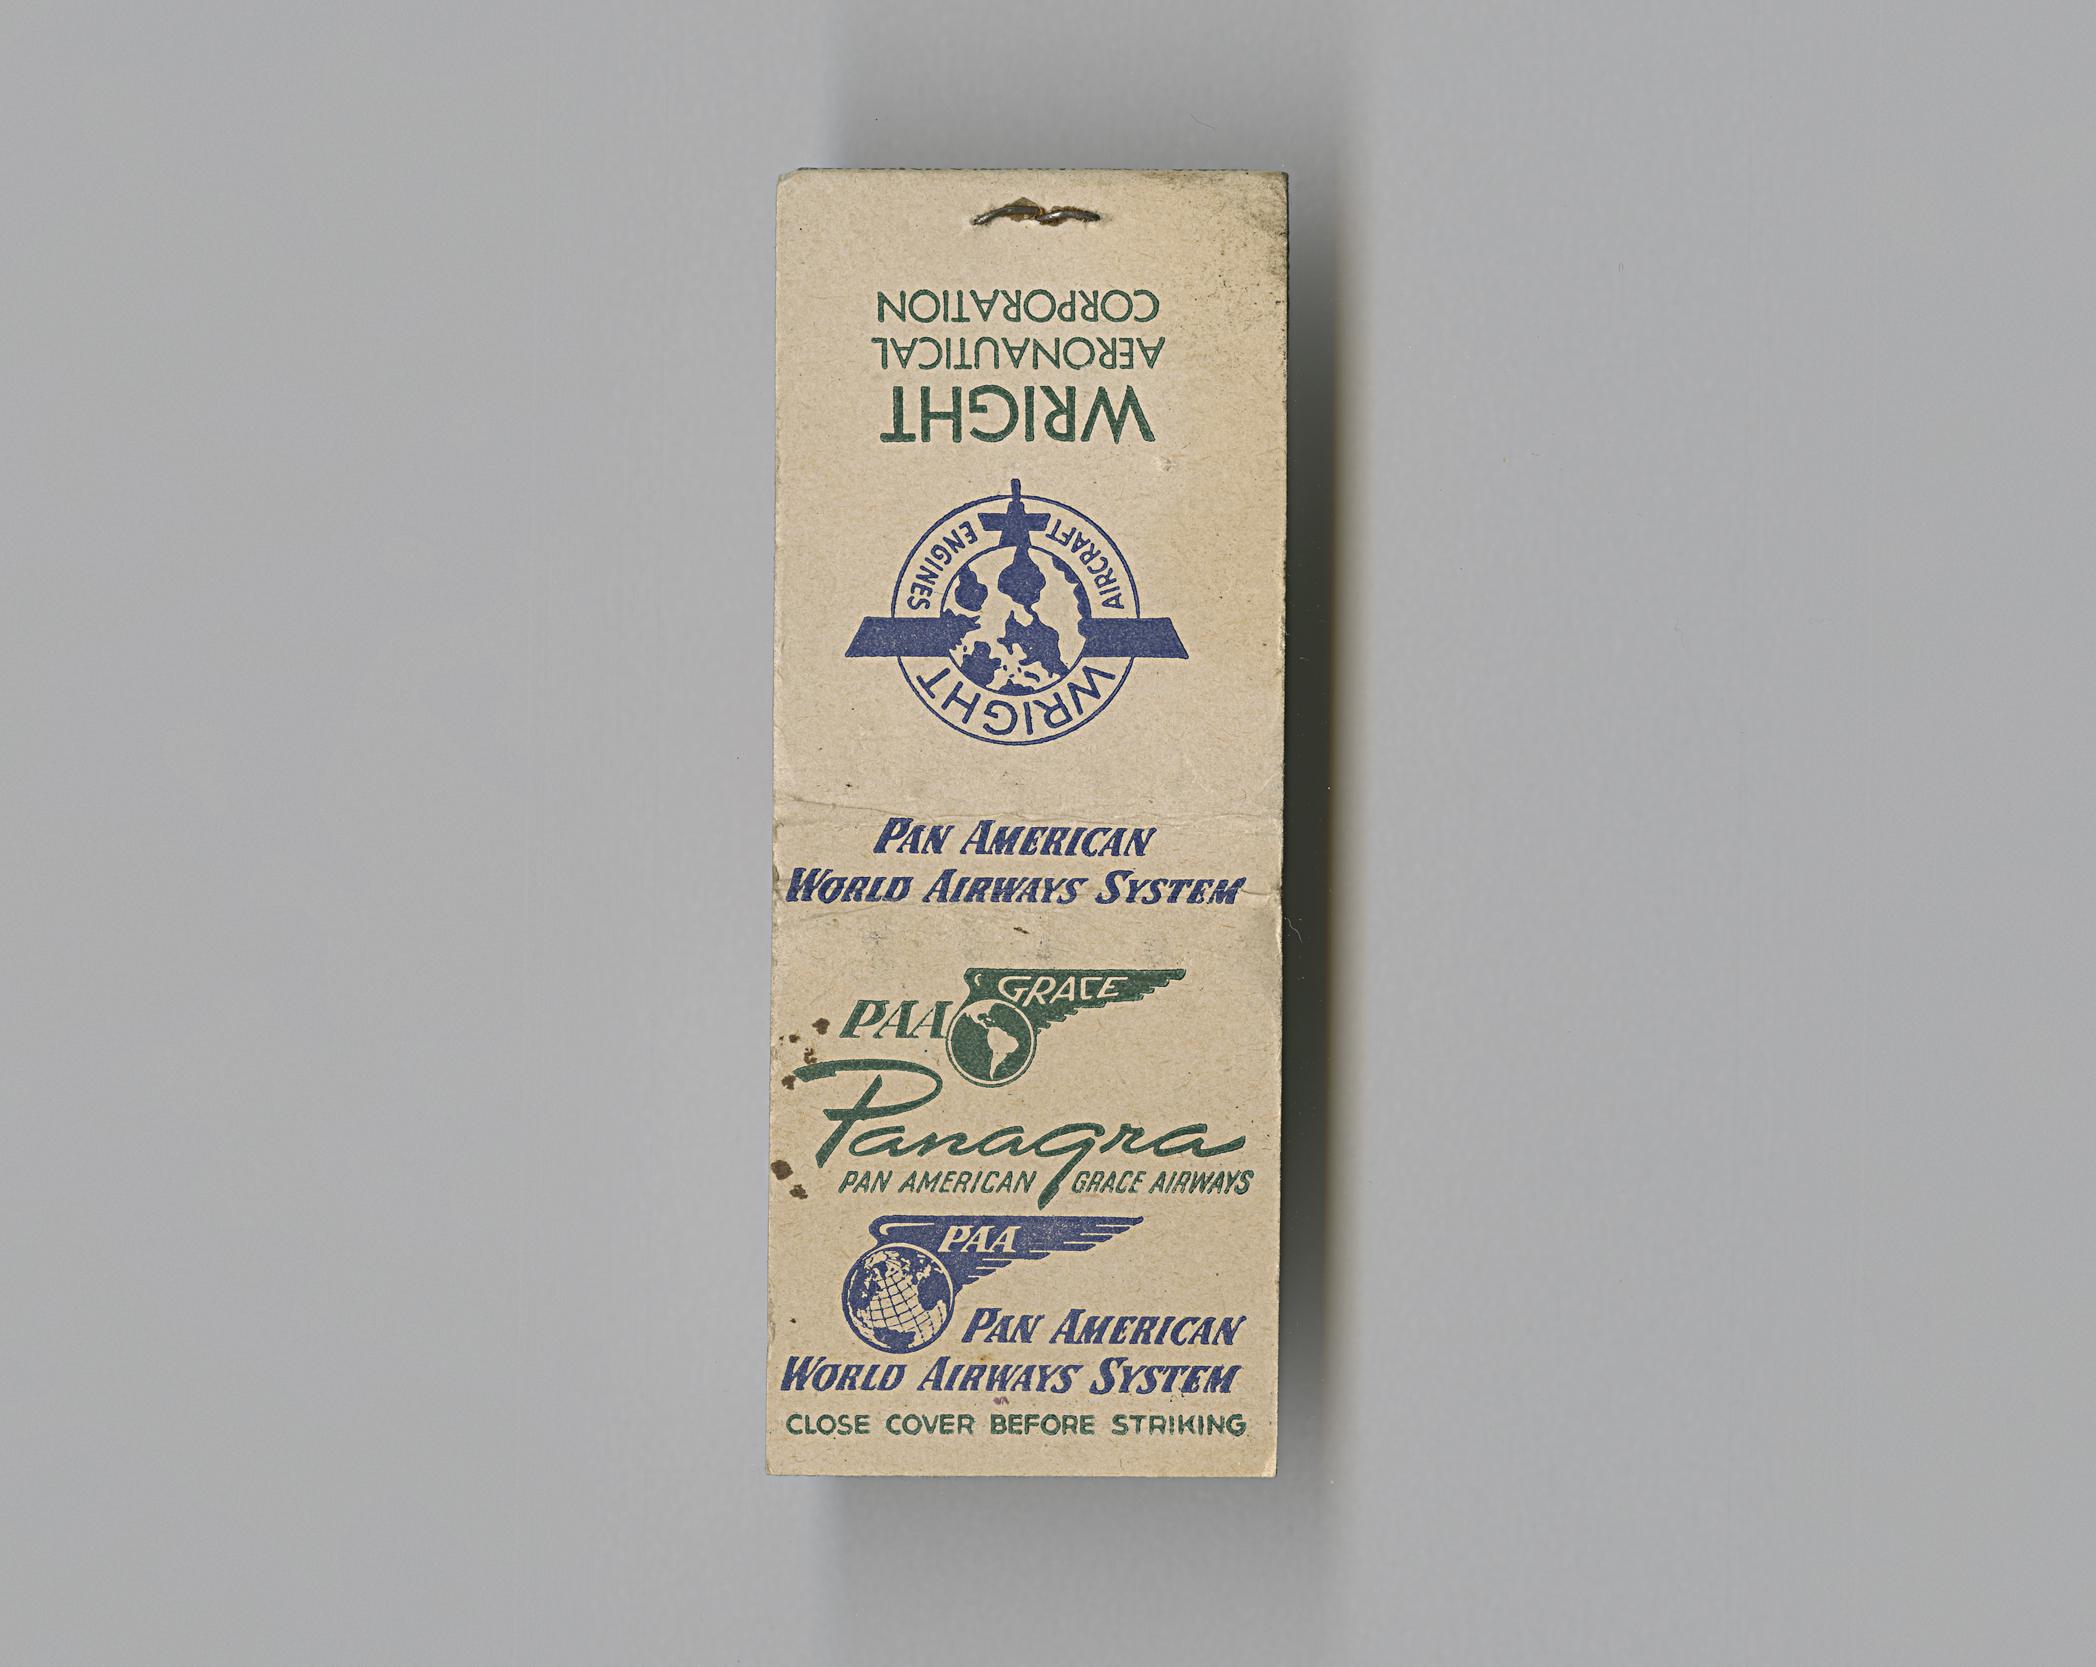 WRIGHT
AERONAUTICAL
CORPORATION
WRIGHT
AIRCRAFT ENGINES
PAN AMERICAN
WORLD AIRWAYS SYSTEM
GRACE
PAA
Panagra
PAN AMERICAN GRACE AIRWAYS
PAA
PAN AMERICAN
WORLD AIRWAYS SYSTEM
CLOSE COVER BEFORE STRIKING